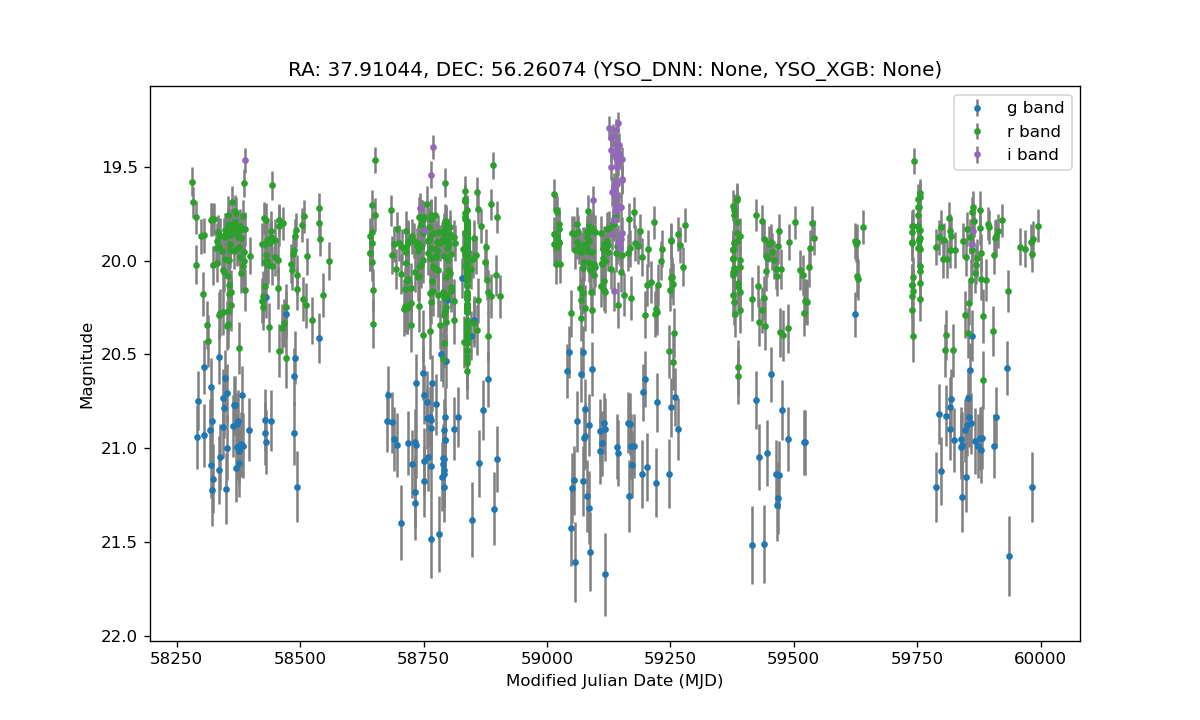 RA: 37.91044, DEC: 56.26074 (YSO_DNN: None, YSO_XGB: None)
g band
r band
i band
Magnitude
19.5
20.0
20.5
21.0
21.5
22.0
58250 58500 58750 59000 59250 59500 59750 60000
Modified Julian Date (MJD)